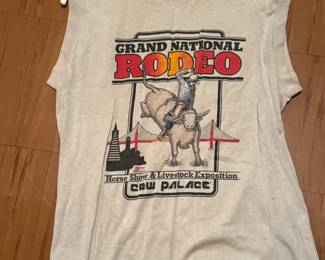 GRAND NATIONAL
RODEO
Horse Show & Livestock Exposition
COW PALACE